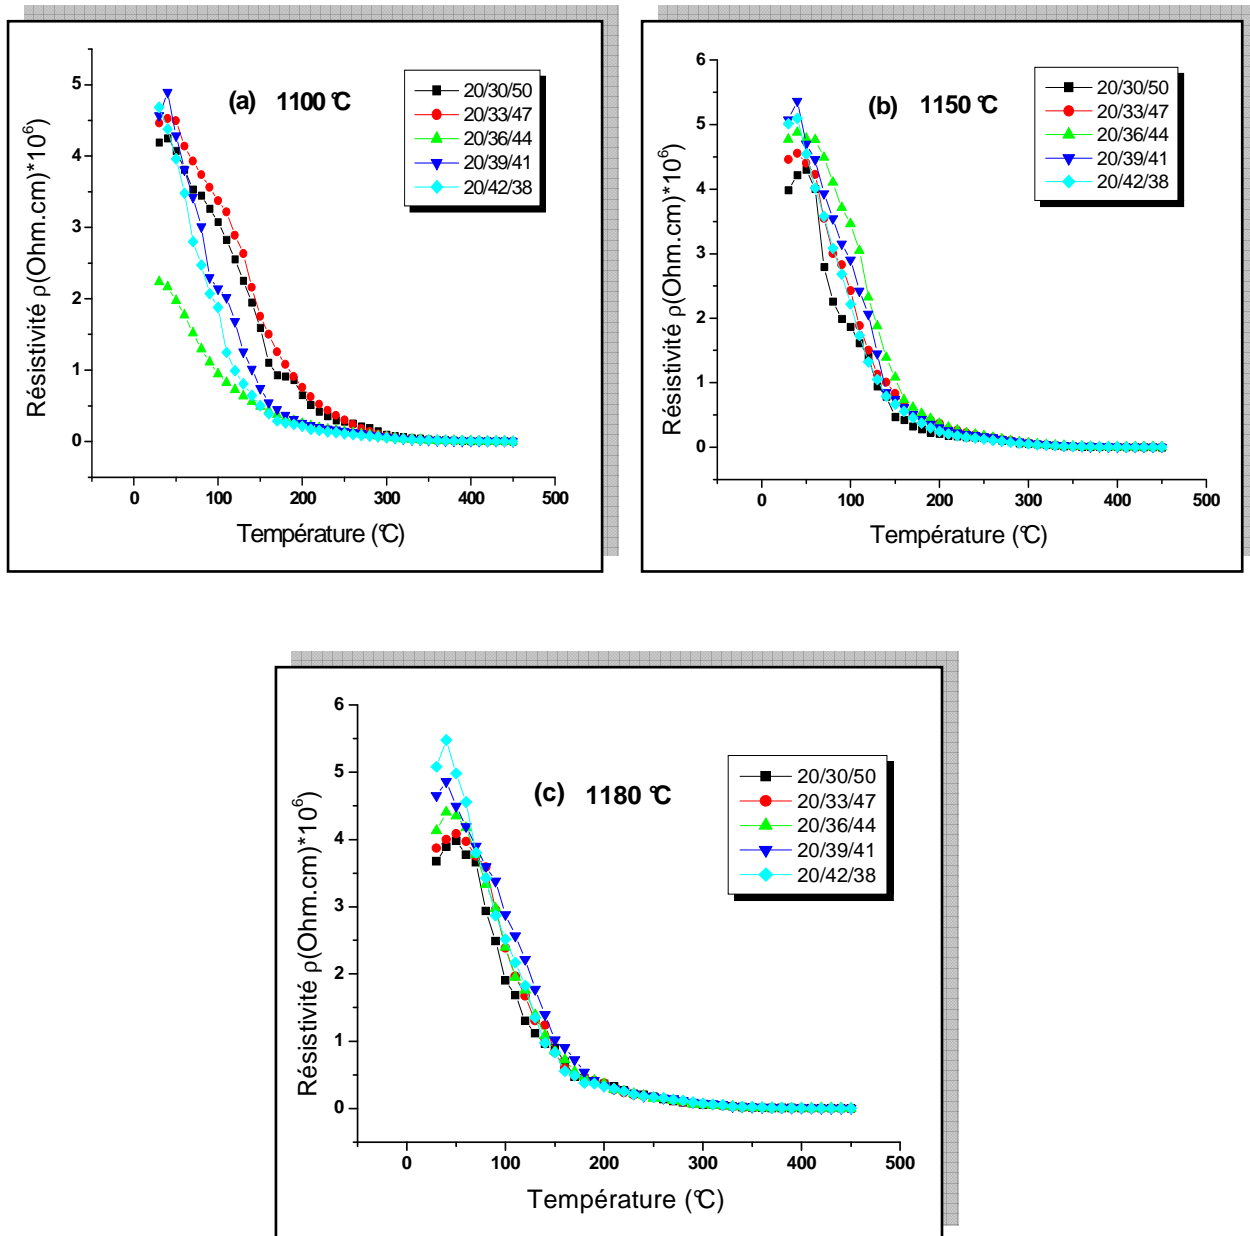 (a) 1100 °C
20/30/50
20/33/47
20/36/44
20/39/41
20/42/38
Résistivité ρ(Ohm.cm)*10⁶
5
4
3
2
1
0
0 100 200 300 400 500
Température (°C)
(b) 1150 °C
20/30/50
20/33/47
20/36/44
20/39/41
20/42/38
Résistivité ρ(Ohm.cm)*10⁶
6
5
4
3
2
1
0
0 100 200 300 400 500
Température (°C)
(c) 1180 °C
20/30/50
20/33/47
20/36/44
20/39/41
20/42/38
Résistivité ρ(Ohm.cm)*10⁶
6
5
4
3
2
1
0
0 100 200 300 400 500
Température (°C)